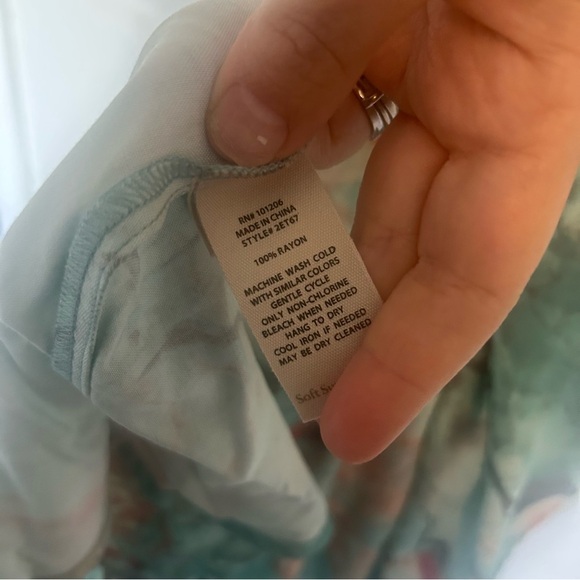 RN# 101206
MADE IN CHINA
STYLE# 2ET67
100% RAYON
MACHINE WASH COLD
WITH SIMILAR COLORS
GENTLE CYCLE
ONLY NON-CHLORINE
BLEACH WHEN NEEDED
HANG TO DRY
COOL IRON IF NEEDED
MAY BE DRY CLEANED
Soft